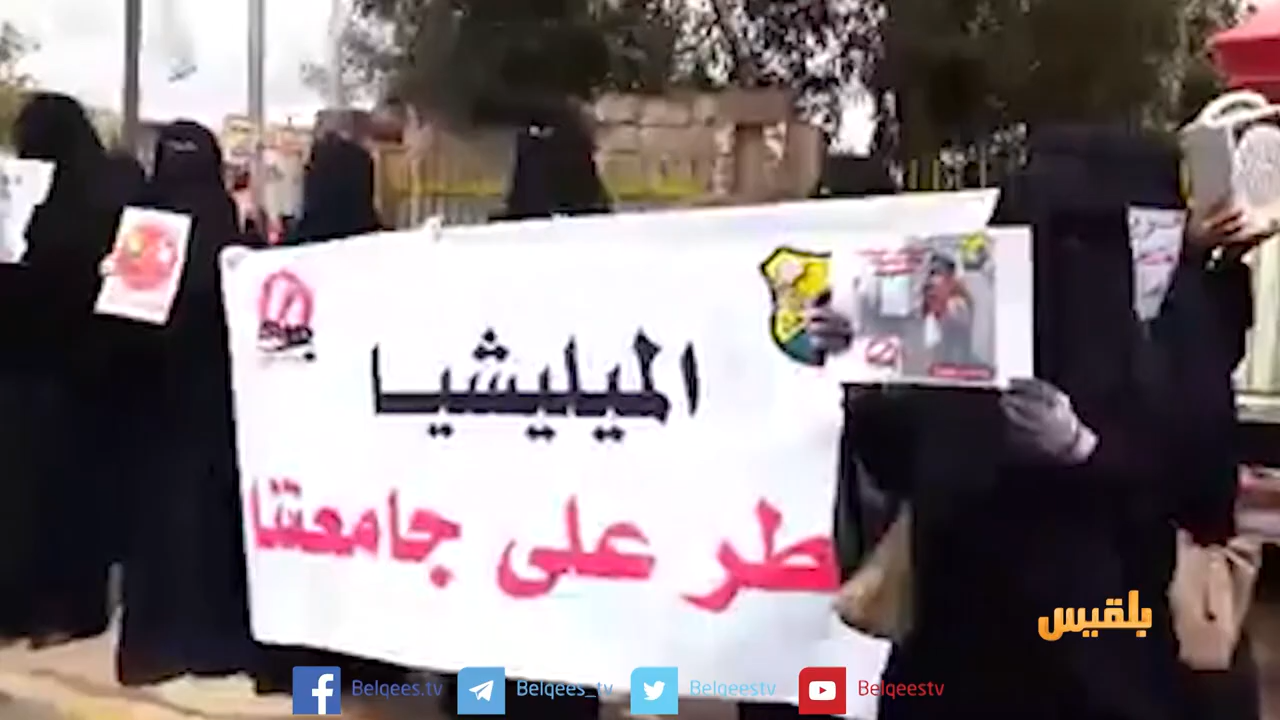 الميليشيا
طر على جامعتنا
بلقيس
Belqees.tv
Belqees_tv
Belqeestv
Belqeestv